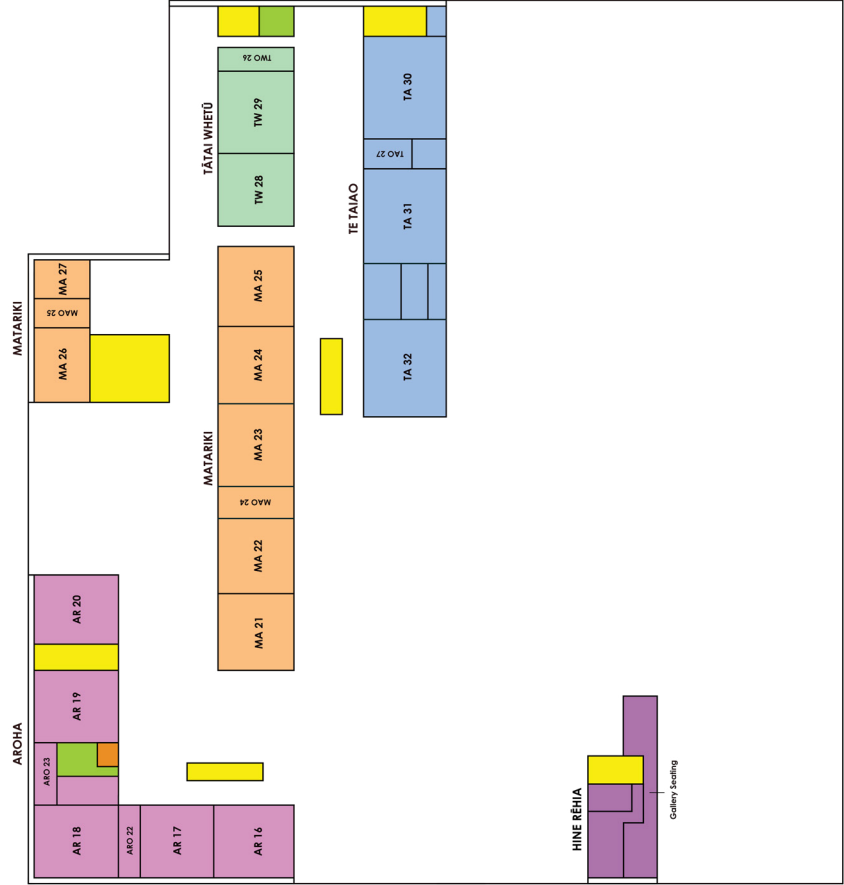 TWO 26
TW 29
TĀTAI WHETŪ
TW 28
TA 30
TAO 27
TA 31
TE TAIAO
TA 32
MATARIKI
MA 27
MAO 25
MA 26
MA 25
MA 24
MATARIKI
MA 23
MAO 24
MA 22
MA 21
AR 20
AROHA
AR 19
ARO 23
AR 18
ARO 22
AR 17
AR 16
HINE RĒHIA
Gallery Seating